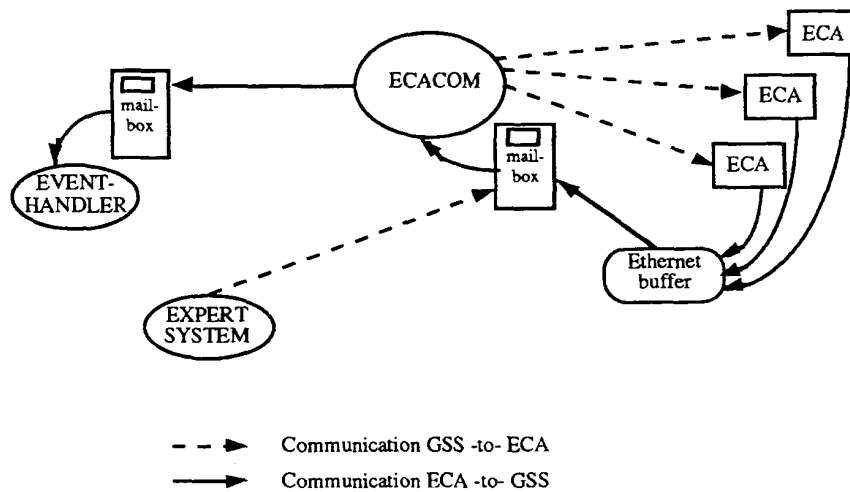 ECA
ECACOM
mail-
box
ECA
mail-
box
ECA
EVENT-
HANDLER
Ethernet
buffer
EXPERT
SYSTEM
Communication GSS -to- ECA
Communication ECA -to- GSS